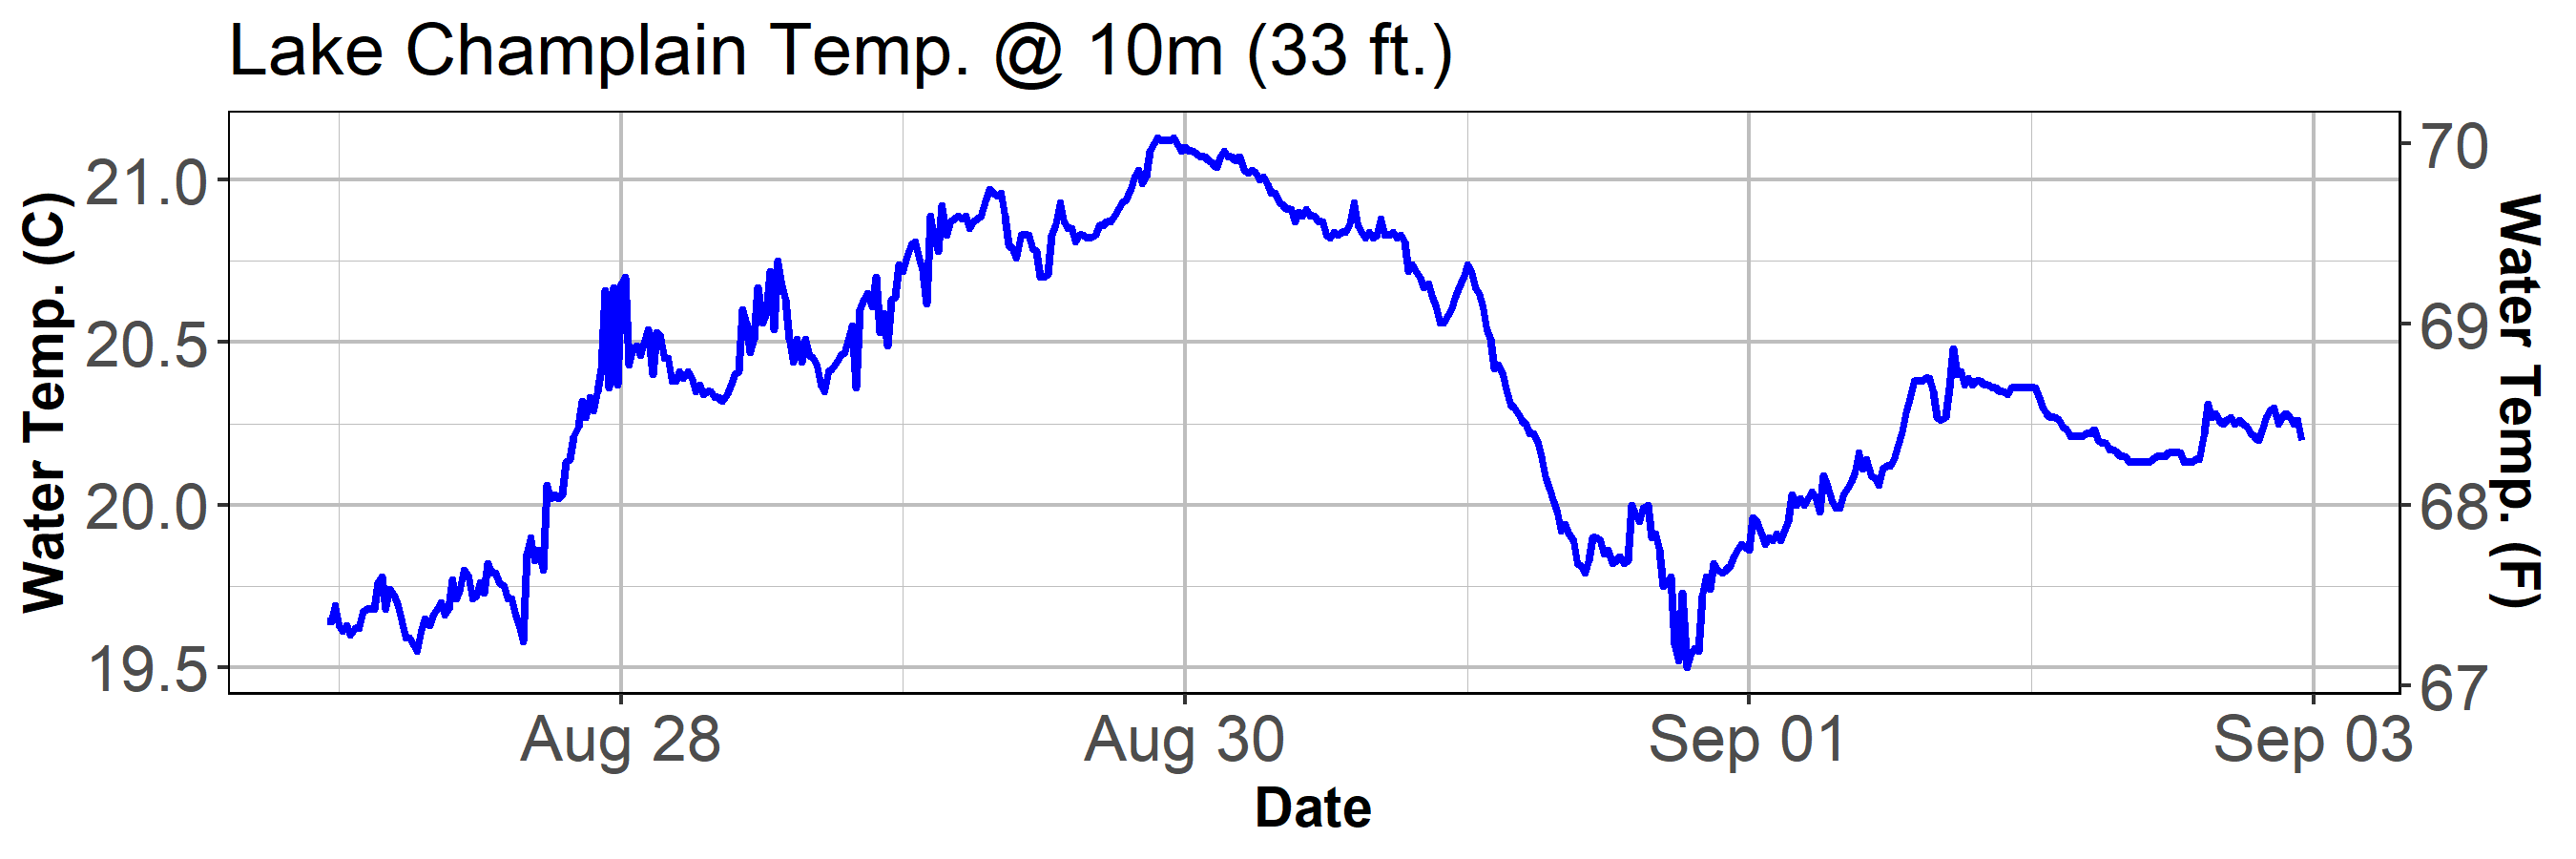 Lake Champlain Temp. @ 10m (33 ft.)
Water Temp. (C)
21.0
20.5
20.0
19.5
70
69
68
67
Water Temp. (F)
Aug 28
Aug 30
Sep 01
Sep 03
Date